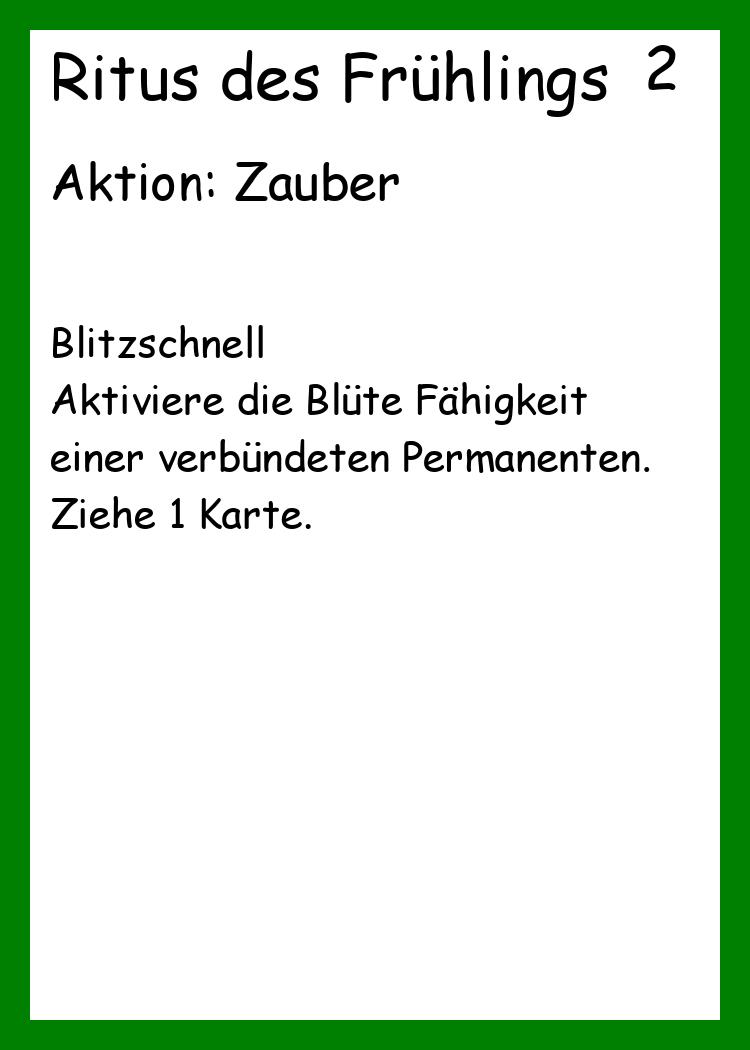 Ritus des Frühlings 2
Aktion: Zauber
Blitzschnell
Aktiviere die Blüte Fähigkeit
einer verbündeten Permanenten.
Ziehe 1 Karte.